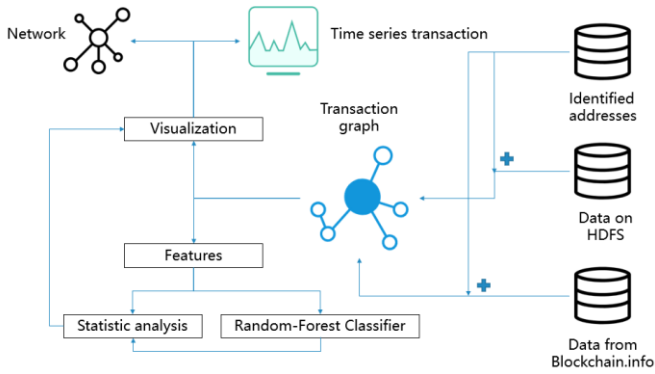 Network
Time series transaction
Identified
addresses
Transaction
graph
Visualization
Data on
HDFS
Features
Statistic analysis
Random-Forest Classifier
Data from
Blockchain.info